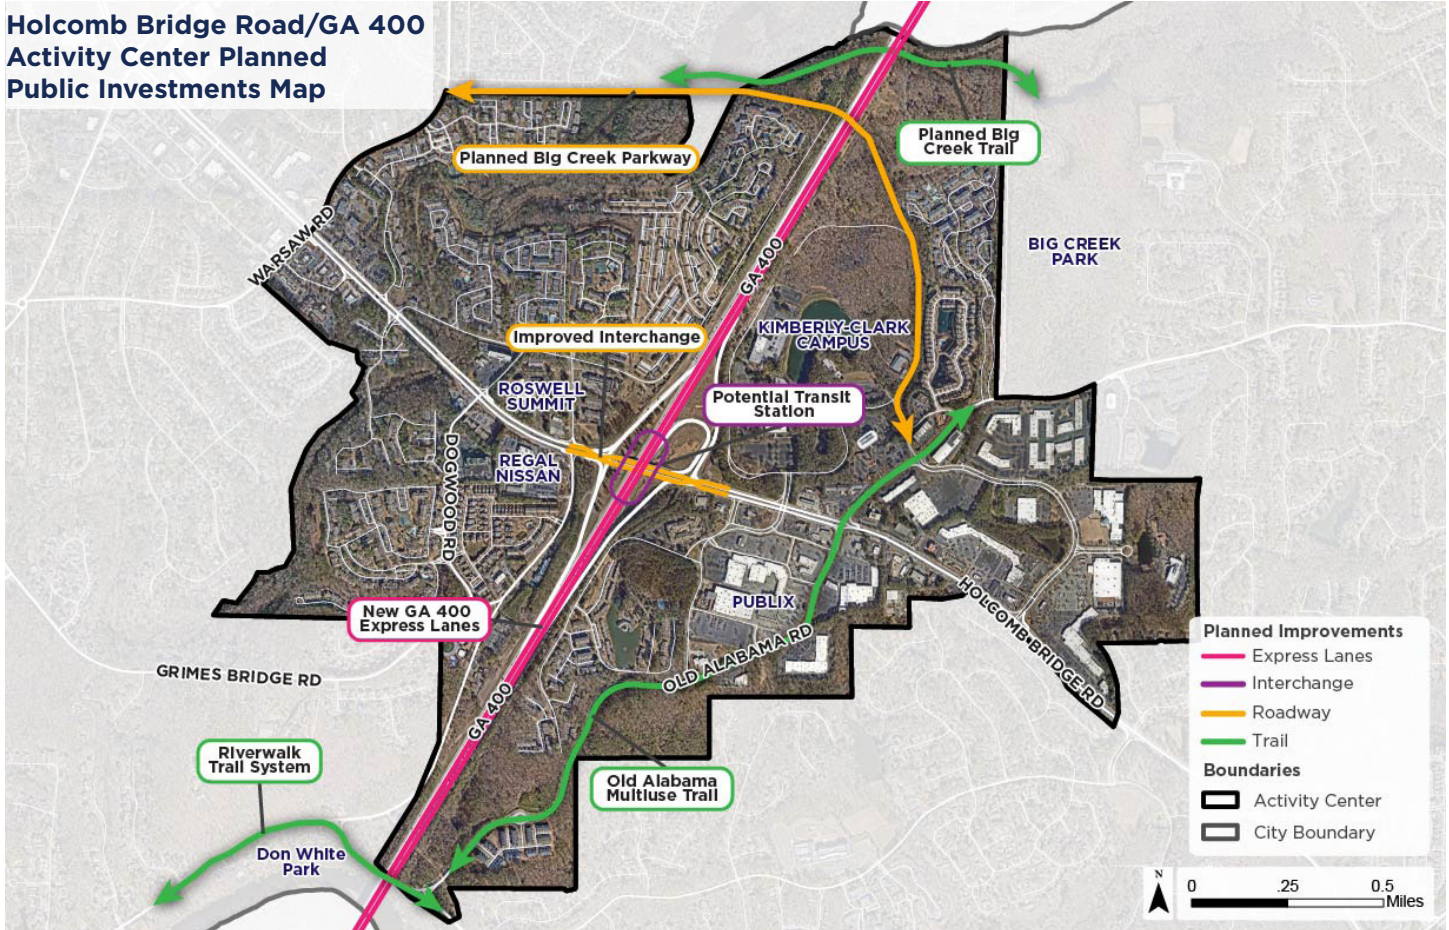 Holcomb Bridge Road/GA 400
Activity Center Planned
Public Investments Map
Planned Big
Creek Trail
Planned Big Creek Parkway
WARSAW RD
BIG CREEK
PARK
GA 400
KIMBERLY-CLARK
CAMPUS
Improved Interchange
ROSWELL
SUMMIT
Potential Transit
Station
REGAL
NISSAN
DOGWOOD RD
New GA 400
Express Lanes
PUBLIX
HOLCOMB BRIDGE RD
OLD ALABAMA RD
GRIMES BRIDGE RD
GA 400
Riverwalk
Trail System
Old Alabama
Multiuse Trail
Don White
Park
Planned Improvements
Express Lanes
Interchange
Roadway
Trail
Boundaries
Activity Center
City Boundary
N
0 .25 0.5
Miles